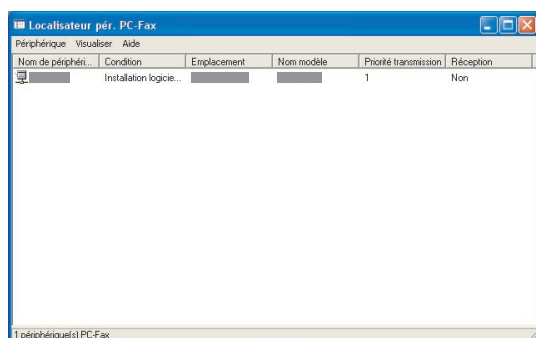 Localisateur pér. PC-Fax
Périphérique Visualiser Aide
Nom de périphéri... Condition Emplacement Nom modèle Priorité transmission Réception
Installation logicie... 1 Non
1 périphérique(s) PC-Fax